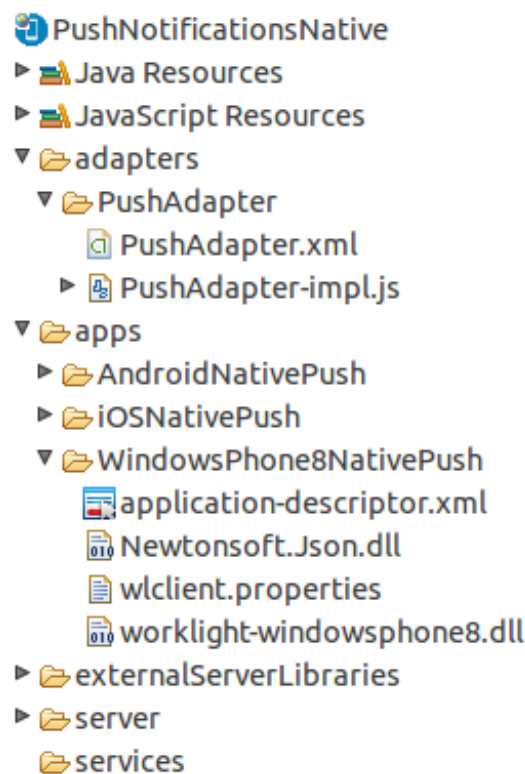 PushNotificationsNative
Java Resources
JavaScript Resources
adapters
PushAdapter
PushAdapter.xml
PushAdapter-impl.js
apps
AndroidNativePush
iOSNativePush
WindowsPhone8NativePush
application-descriptor.xml
Newtonsoft.Json.dll
wlclient.properties
worklight-windowsphone8.dll
externalServerLibraries
server
services